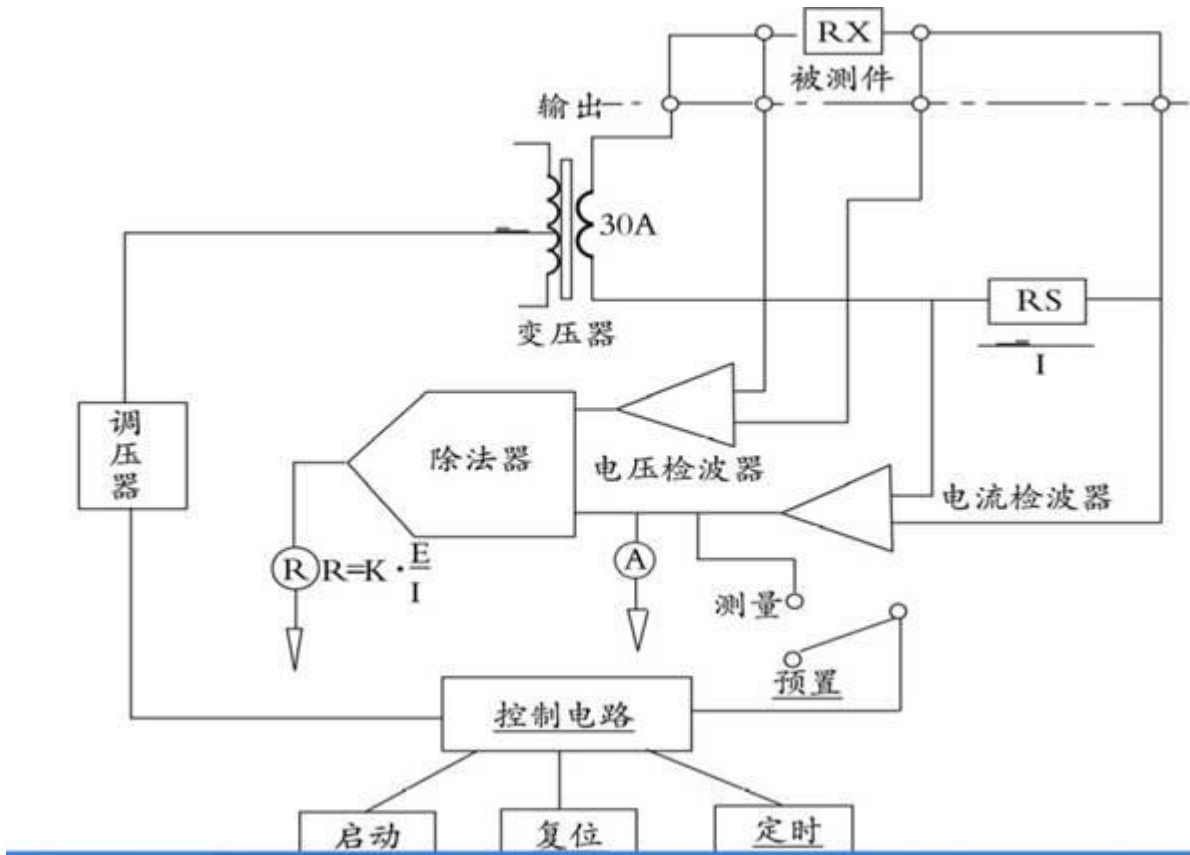 RX
被测件
输出
30A
变压器
RS
I
调压器
除法器
电压检波器
电流检波器
R
R=K·E/I
A
测量
预置
控制电路
启动
复位
定时